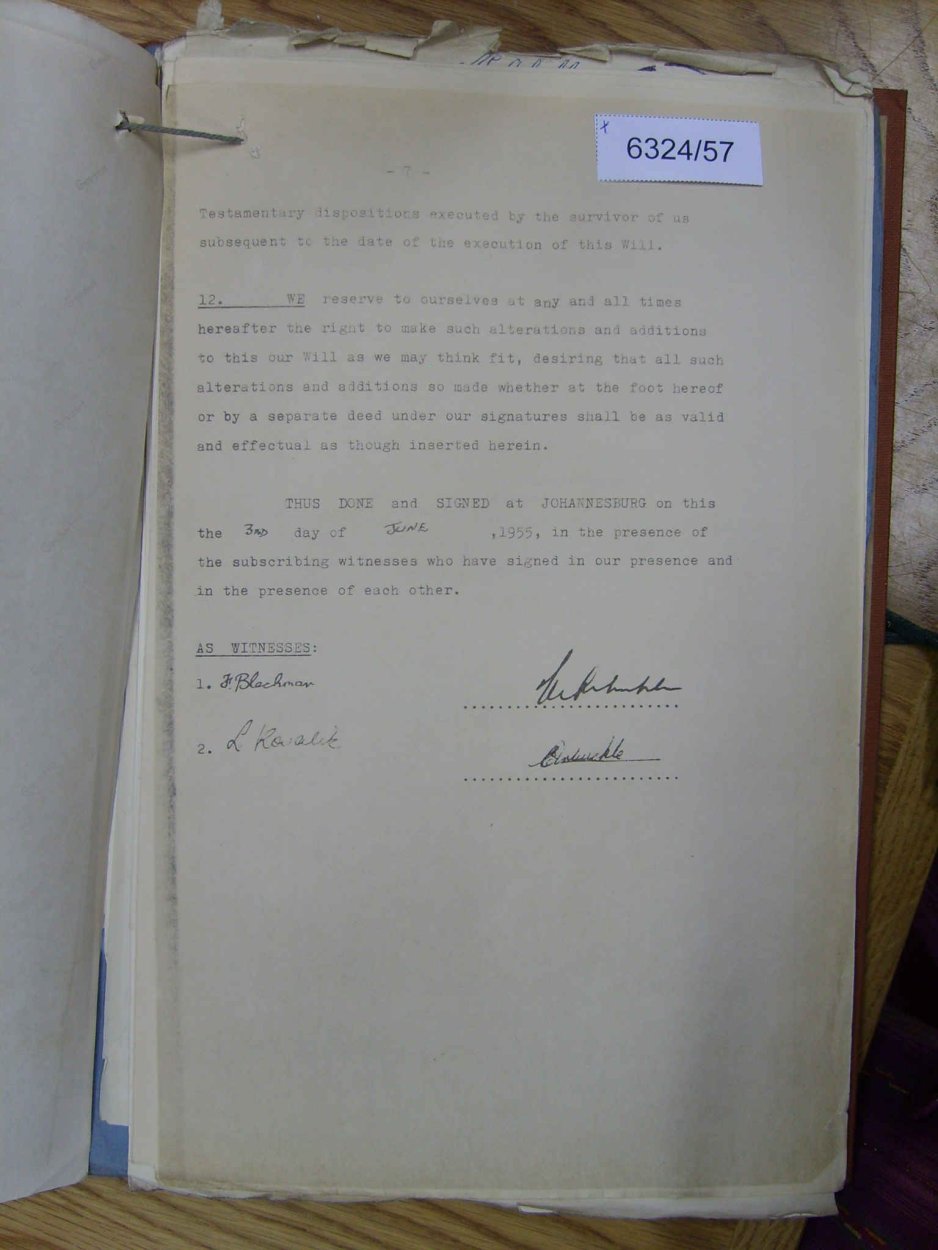 6324/57
- 7 -
Testamentary dispositions executed by the survivor of us
subsequent to the date of the execution of this Will.
12. WE reserve to ourselves at any and all times
hereafter the right to make such alterations and additions
to this our Will as we may think fit, desiring that all such
alterations and additions so made whether at the foot hereof
or by a separate deed under our signatures shall be as valid
and effectual as though inserted herein.
THUS DONE and SIGNED at JOHANNESBURG on this
the 3RD day of JUNE ,1955, in the presence of
the subscribing witnesses who have signed in our presence and
in the presence of each other.
AS WITNESSES:
1. F. Blechman
2. L Kovalik